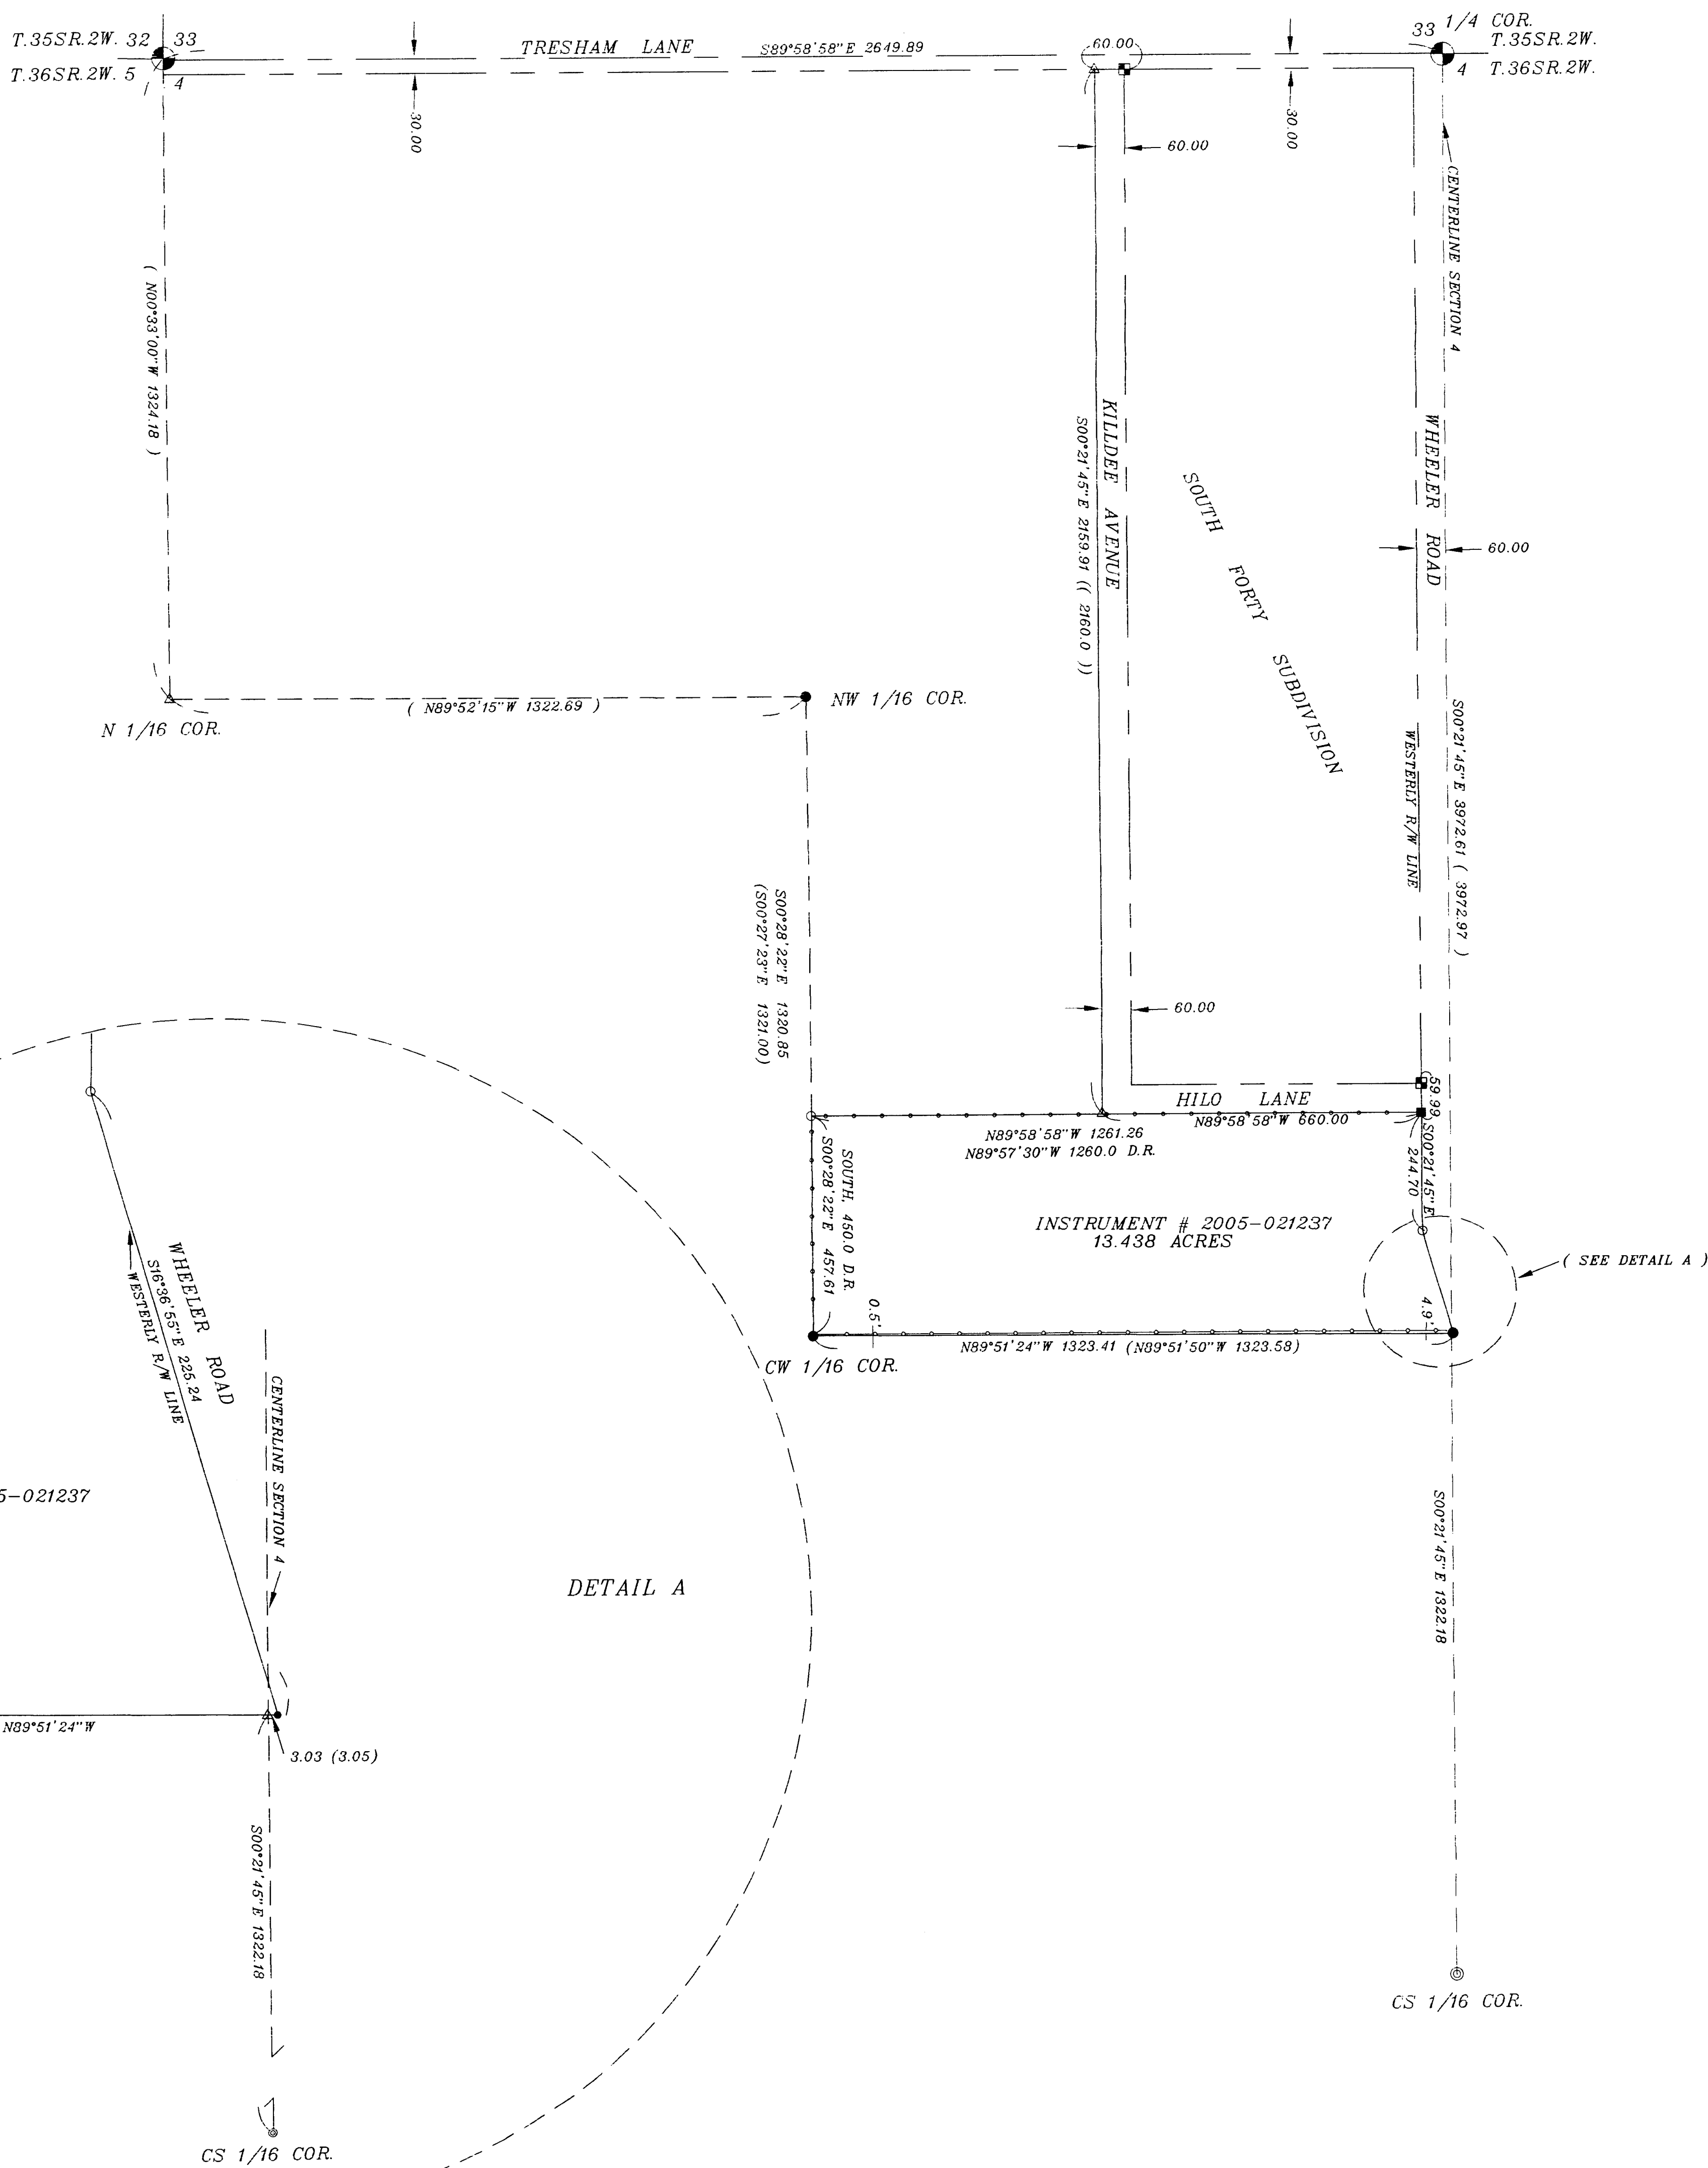 T.35SR.2W. 32 33
T.36SR.2W. 5 4
TRESHAM LANE
S89°58'58"E 2649.89
60.00
33 1/4 COR.
T.35SR.2W.
4 T.36SR.2W.
30.00
30.00
60.00
CENTERLINE SECTION 4
( N00°33'00"W 1324.18 )
KILLDEE AVENUE
S00°21'45"E 2159.91 (( 2160.0 ))
WHEELER ROAD
60.00
SOUTH FORTY SUBDIVISION
( N89°52'15"W 1322.69 )
NW 1/16 COR.
N 1/16 COR.
WESTERLY R/W LINE
S00°21'45"E 3972.61 ( 3972.97 )
S00°28'22"E 1320.85
(S00°27'23"E 1321.00)
60.00
59.99
HILO LANE
N89°58'58"W 660.00
N89°58'58"W 1261.26
N89°57'30"W 1260.0 D.R.
S00°21'45"E
244.70
SOUTH, 450.0 D.R.
S00°28'22"E 457.61
INSTRUMENT # 2005-021237
13.438 ACRES
( SEE DETAIL A )
0.5'
4.9'
N89°51'24"W 1323.41 (N89°51'50"W 1323.58)
CW 1/16 COR.
WHEELER ROAD
S16°36'55"E 225.24
WESTERLY R/W LINE
CENTERLINE SECTION 4
5-021237
DETAIL A
S00°21'45"E 1322.18
N89°51'24"W
3.03 (3.05)
S00°21'45"E 1322.18
CS 1/16 COR.
CS 1/16 COR.